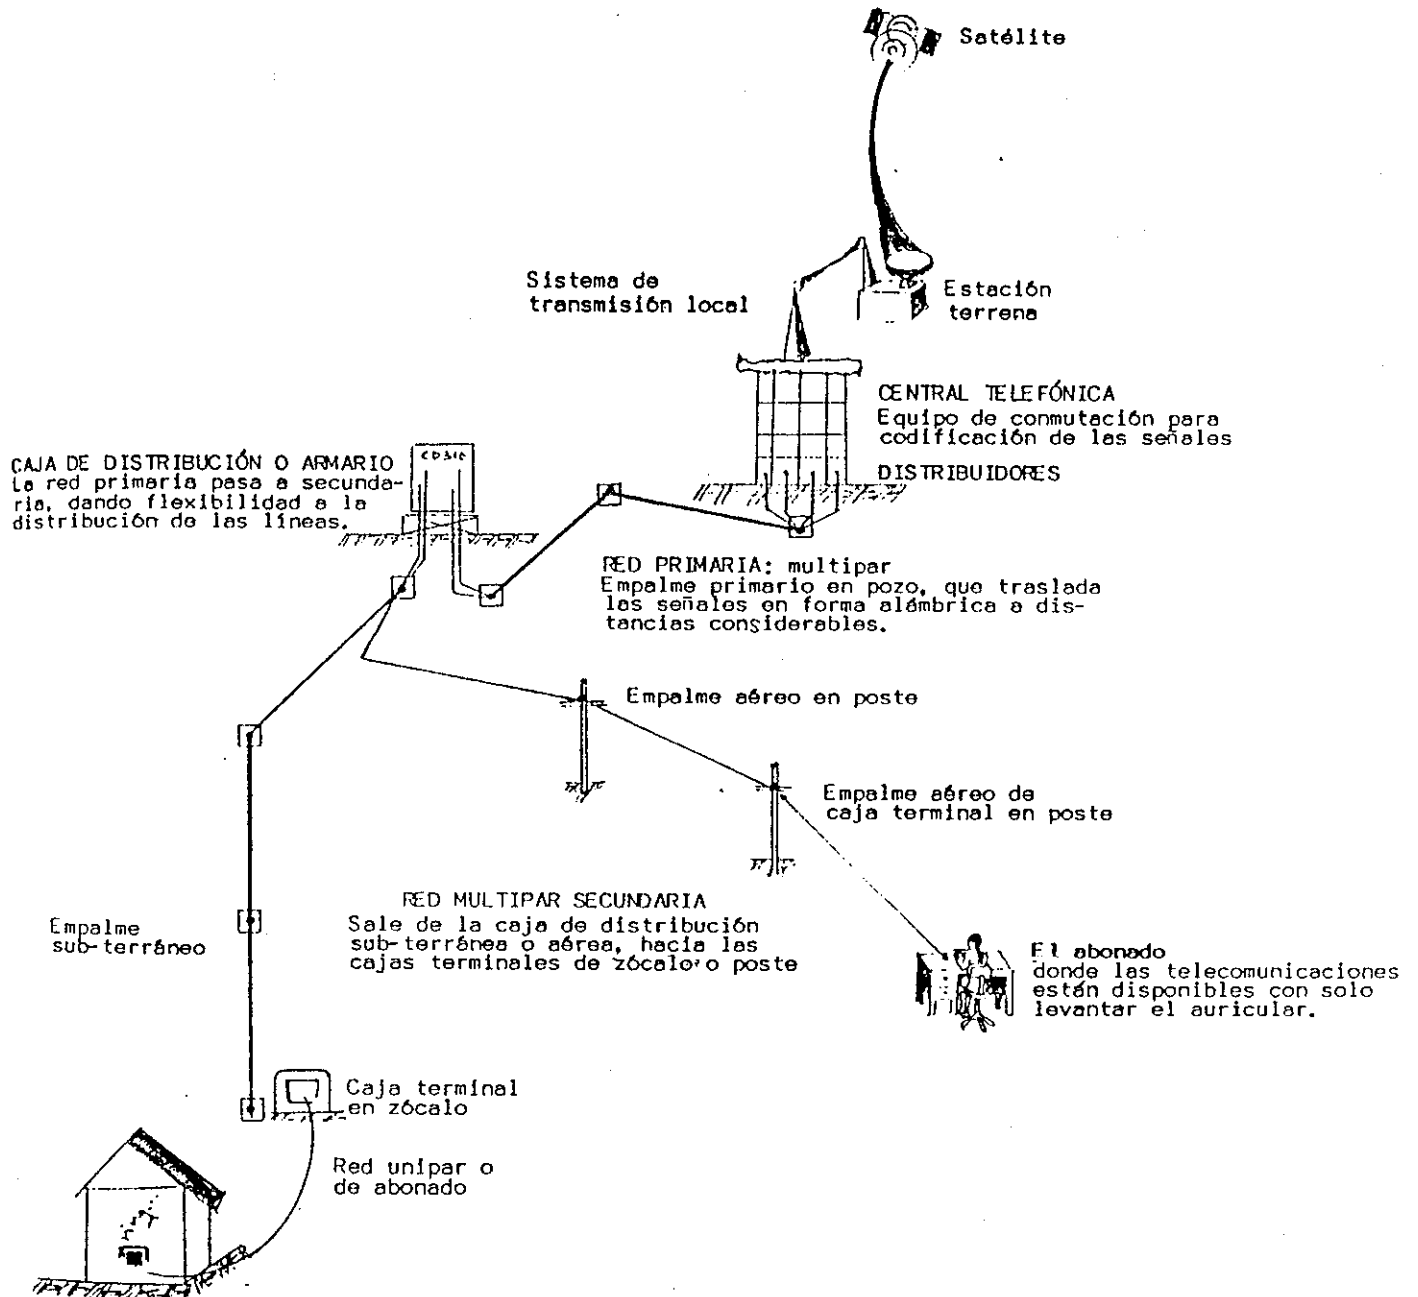 Satélite
Sistema de
transmisión local
Estación
terrena
CENTRAL TELEFÓNICA
Equipo de conmutación para
codificación de las señales
DISTRIBUIDORES
CAJA DE DISTRIBUCIÓN O ARMARIO
La red primaria pasa a secunda-
ria, dando flexibilidad a la
distribución de las líneas.
RED PRIMARIA: multipar
Empalme primario en pozo, que traslada
las señales en forma alámbrica a dis-
tancias considerables.
Empalme aéreo en poste
Empalme aéreo de
caja terminal en poste
RED MULTIPAR SECUNDARIA
Sale de la caja de distribución
sub-terránea o aérea, hacia las
cajas terminales de zócalo o poste
Empalme
sub-terráneo
El abonado
donde las telecomunicaciones
están disponibles con solo
levantar el auricular.
Caja terminal
en zócalo
Red unipar o
de abonado